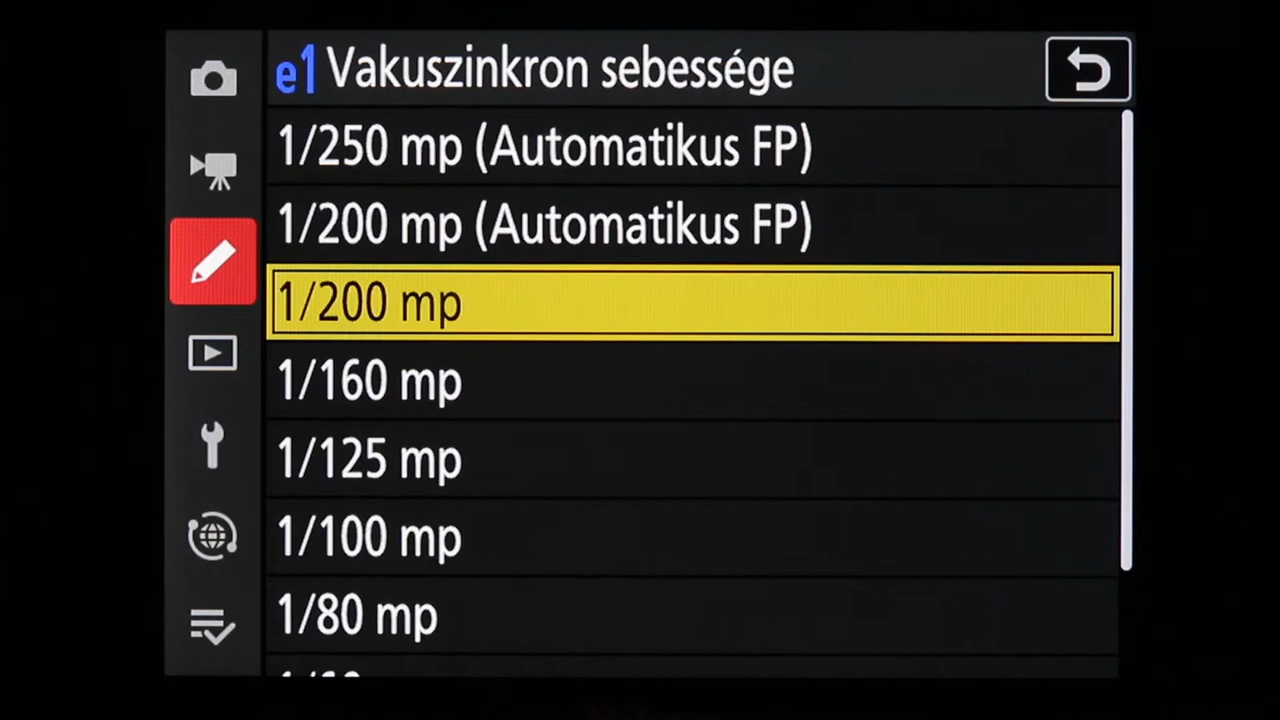 e1 Vakuszinkron sebessége
1/250 mp (Automatikus FP)
1/200 mp (Automatikus FP)
1/200 mp
1/160 mp
1/125 mp
1/100 mp
1/80 mp